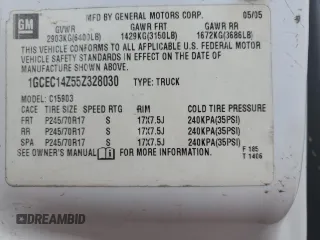 GM
MFD BY GENERAL MOTORS CORP. 05/05
GVWR GAWR FRT GAWR RR
2903KG(6400LB) 1429KG(3150LB) 1672KG(3686LB)
THIS VEHICLE CONFORMS TO ALL APPLICABLE U.S. FEDERAL MOTOR
VEHICLE SAFETY STANDARDS IN EFFECT ON THE DATE OF
MANUFACTURE SHOWN ABOVE.
1GCEC14Z55Z328030 TYPE: TRUCK
MODEL: C15903
CACE TIRE SIZE SPEED RTG RIM COLD TIRE PRESSURE
FRT P245/70R17 S 17X7.5J 240KPA(35PSI)
RR P245/70R17 S 17X7.5J 240KPA(35PSI)
SPA P245/70R17 S 17X7.5J 240KPA(35PSI)
SEE OWNER'S MANUAL FOR MORE INFORMATION. F 185
T 1406
DREAMBID